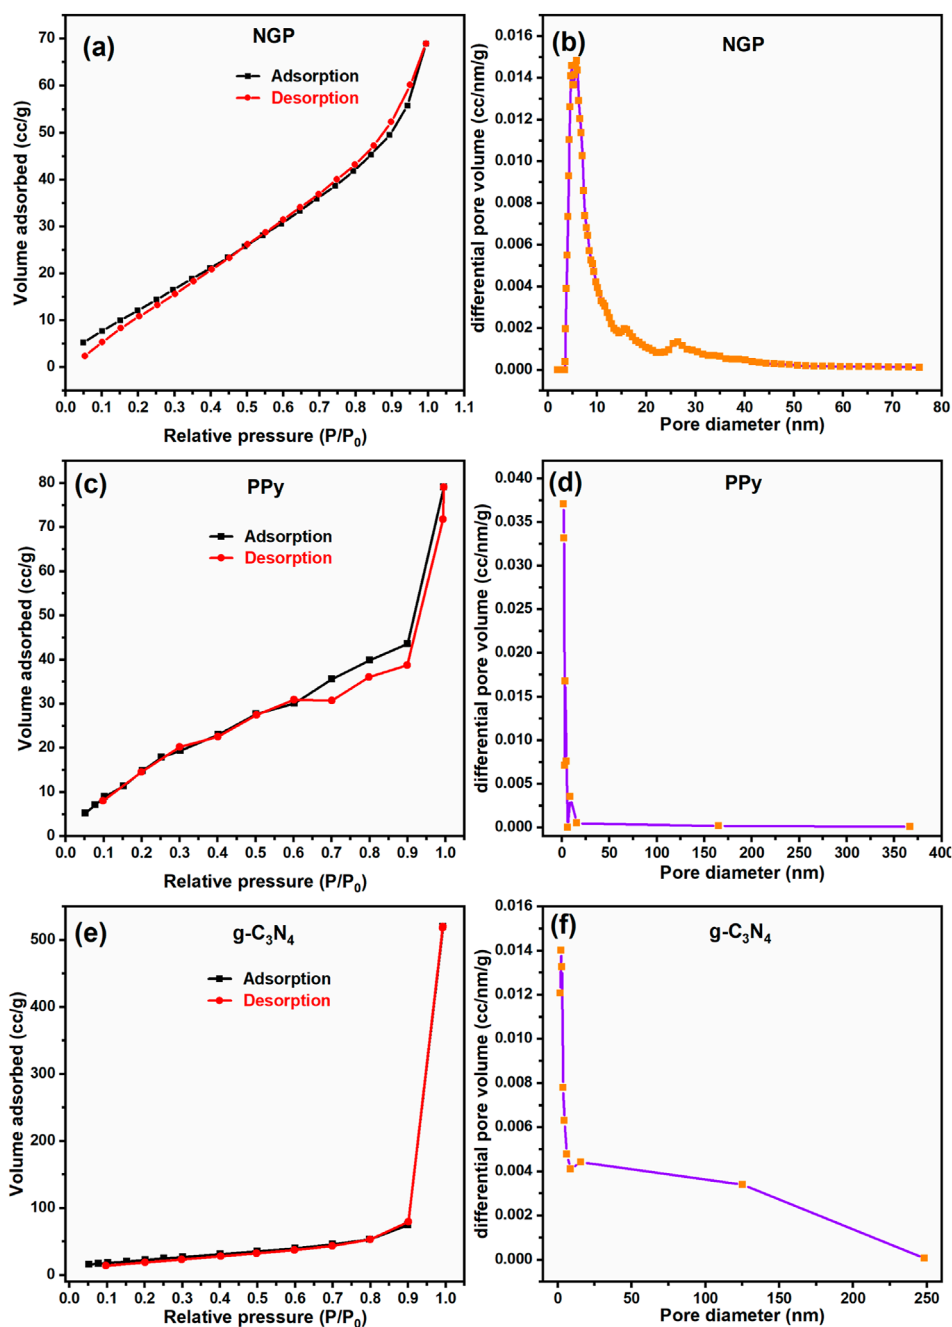 (a)
NGP
Adsorption
Desorption
70
60
50
40
30
20
10
0
Volume adsorbed (cc/g)
0.0 0.1 0.2 0.3 0.4 0.5 0.6 0.7 0.8 0.9 1.0 1.1
Relative pressure (P/P0)
(b)
NGP
0.016
0.014
0.012
0.010
0.008
0.006
0.004
0.002
0.000
differential pore volume (cc/nm/g)
0 10 20 30 40 50 60 70 80
Pore diameter (nm)
(c)
PPy
Adsorption
Desorption
80
70
60
50
40
30
20
10
0
Volume adsorbed (cc/g)
0.0 0.1 0.2 0.3 0.4 0.5 0.6 0.7 0.8 0.9 1.0
Relative pressure (P/P0)
(d)
PPy
0.040
0.035
0.030
0.025
0.020
0.015
0.010
0.005
0.000
differential pore volume (cc/nm/g)
0 50 100 150 200 250 300 350 400
Pore diameter (nm)
(e)
g-C3N4
Adsorption
Desorption
500
400
300
200
100
0
Volume adsorbed (cc/g)
0.0 0.1 0.2 0.3 0.4 0.5 0.6 0.7 0.8 0.9 1.0
Relative pressure (P/P0)
(f)
g-C3N4
0.016
0.014
0.012
0.010
0.008
0.006
0.004
0.002
0.000
differential pore volume (cc/nm/g)
0 50 100 150 200 250
Pore diameter (nm)